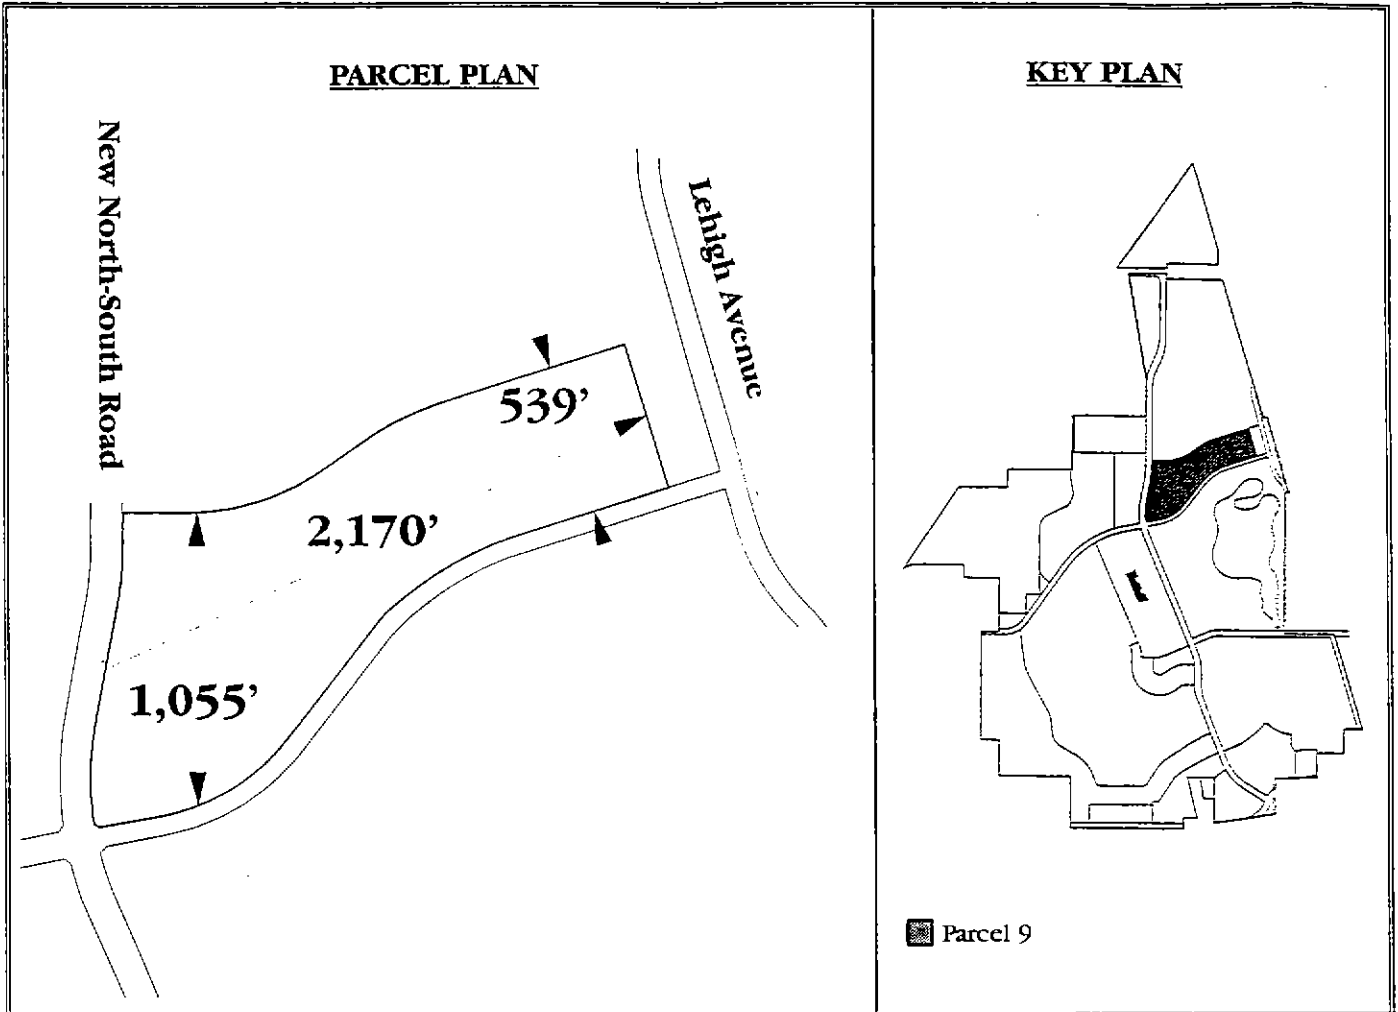 PARCEL PLAN
New North-South Road
Lehigh Avenue
539’
2,170’
1,055’
KEY PLAN
Parcel 9